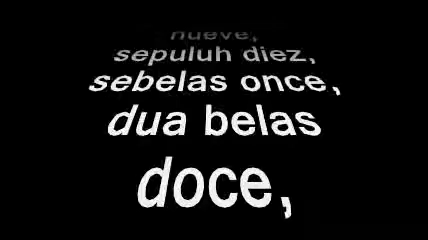 nueve,
sepuluh diez,
sebelas once,
dua belas
doce,